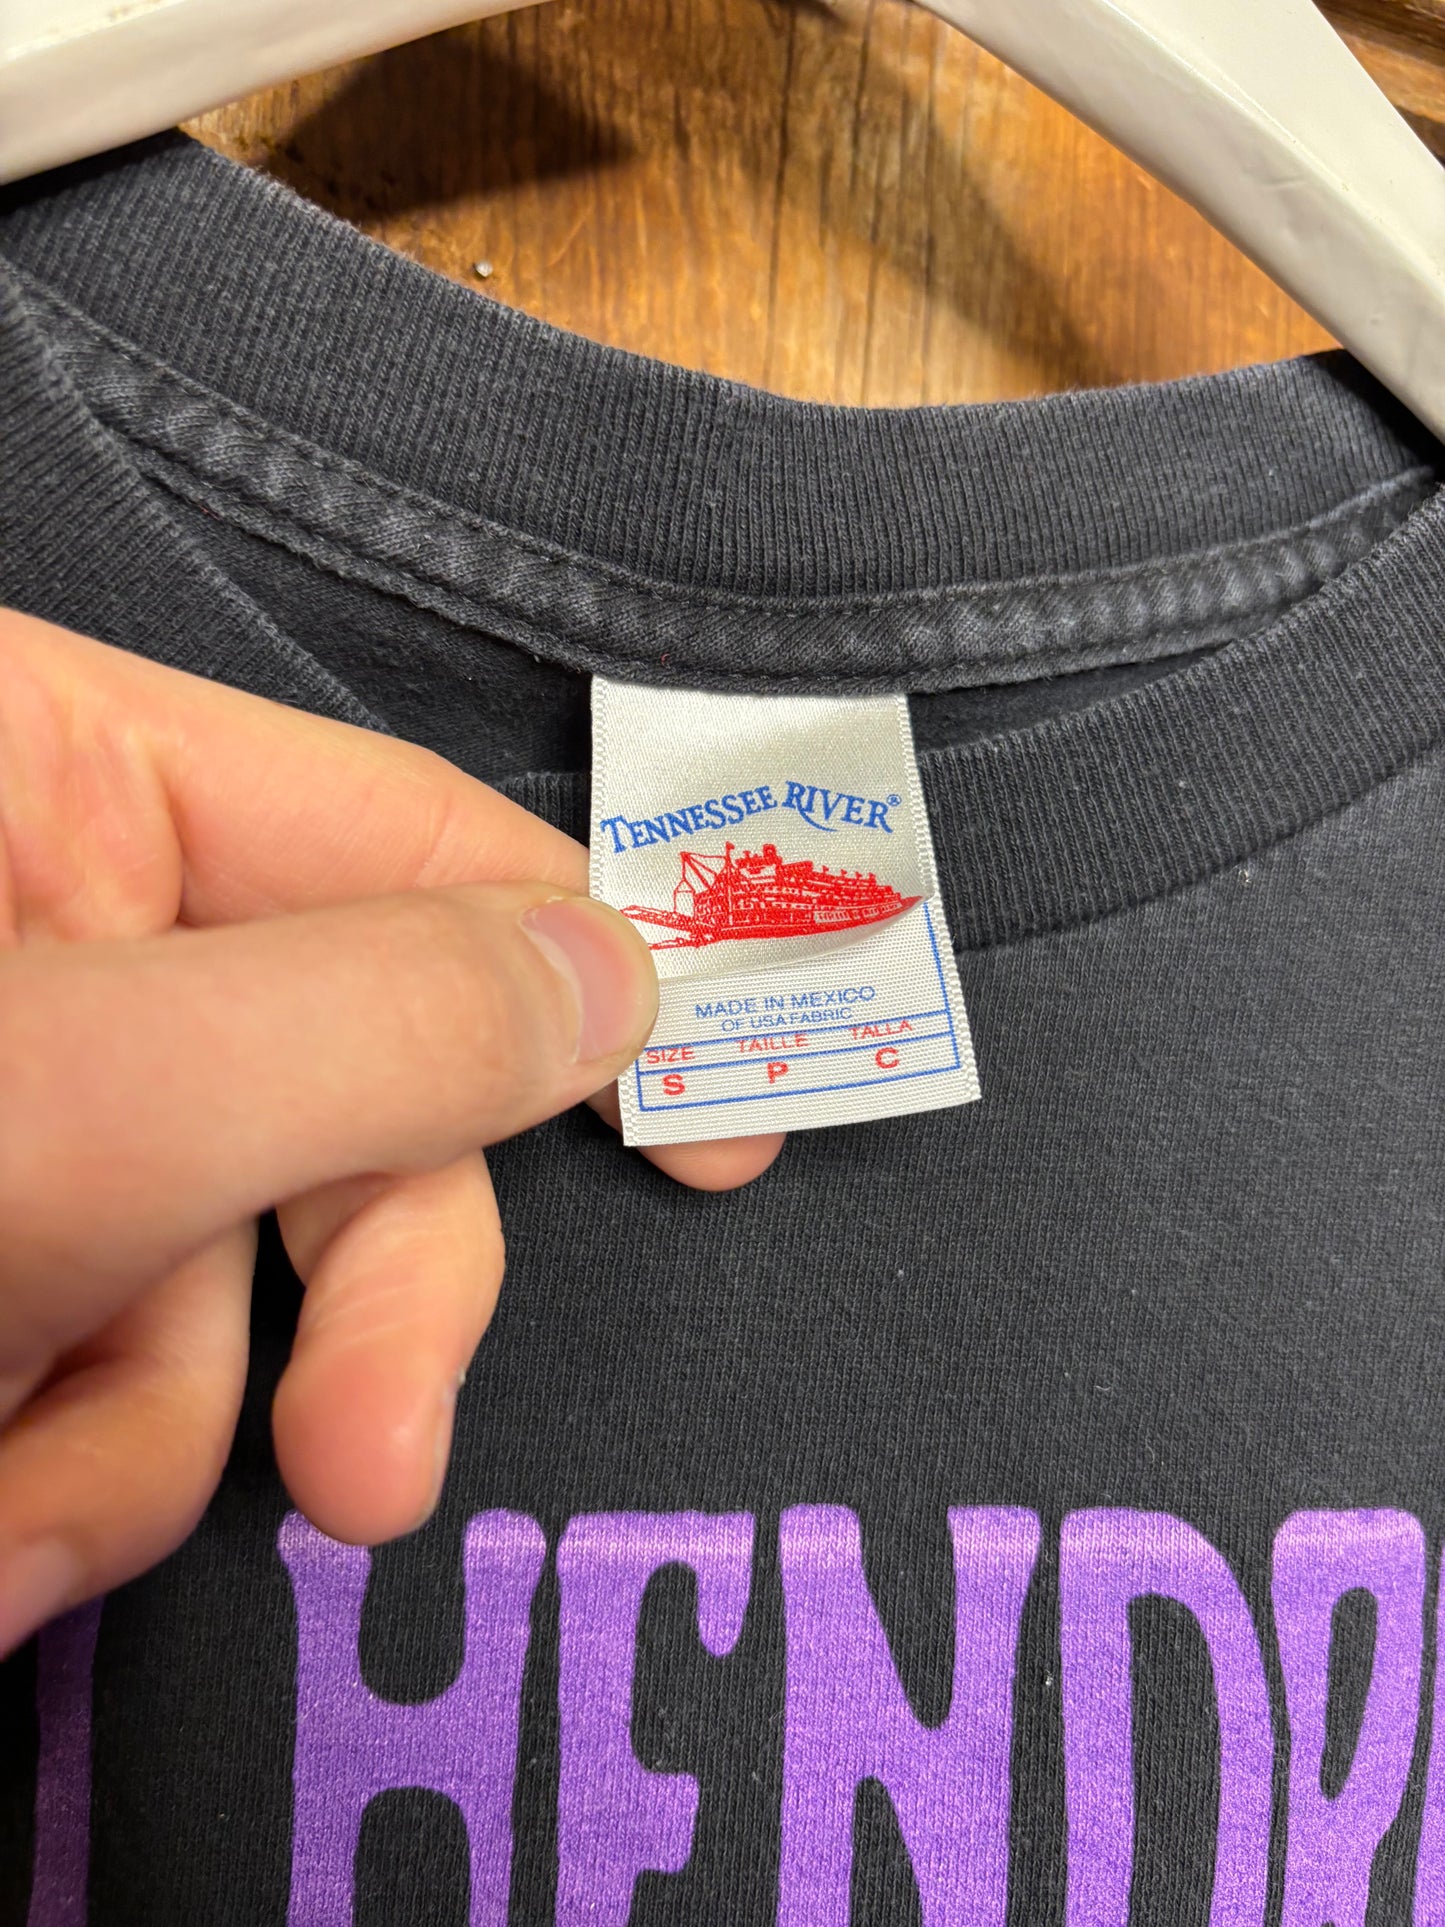 TENNESSEE RIVER®
MADE IN MEXICO
OF USA FABRIC
SIZE TAILLE TALLA
S P C
HENDR